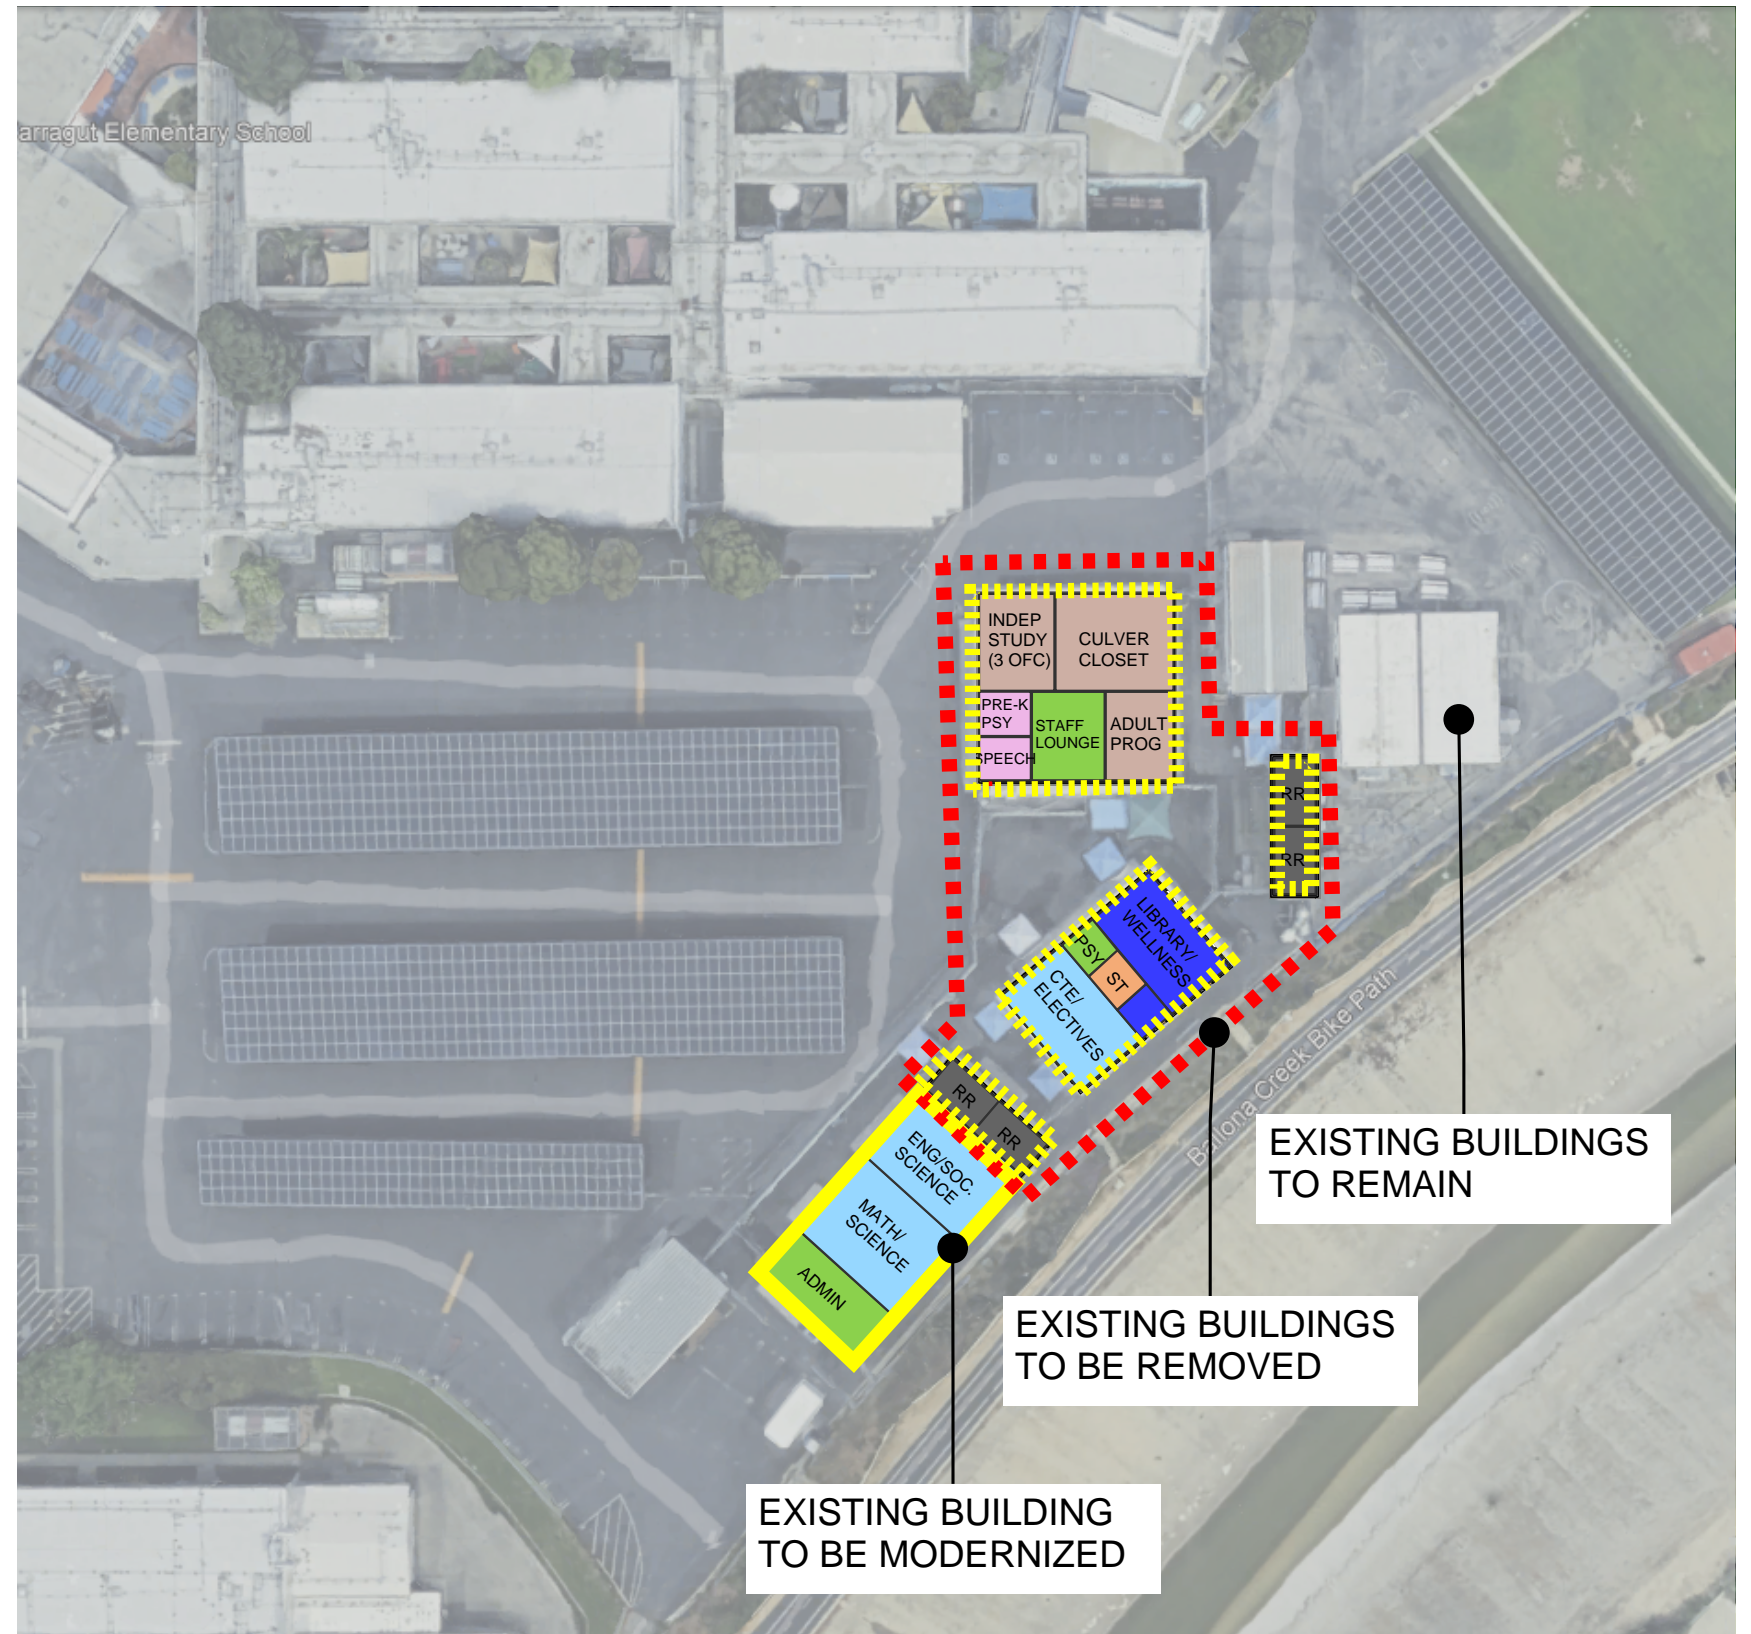 arragut Elementary School
INDEP
STUDY
(3 OFC)
CULVER
CLOSET
PRE-K
PSY
SPEECH
STAFF
LOUNGE
ADULT
PROG
RR
RR
LIBRARY/
WELLNESS
PSY
ST
CTE/
ELECTIVES
RR
RR
ENG/SOC.
SCIENCE
MATH/
SCIENCE
ADMIN
Ballona Creek Bike Path
EXISTING BUILDINGS
TO REMAIN
EXISTING BUILDINGS
TO BE REMOVED
EXISTING BUILDING
TO BE MODERNIZED